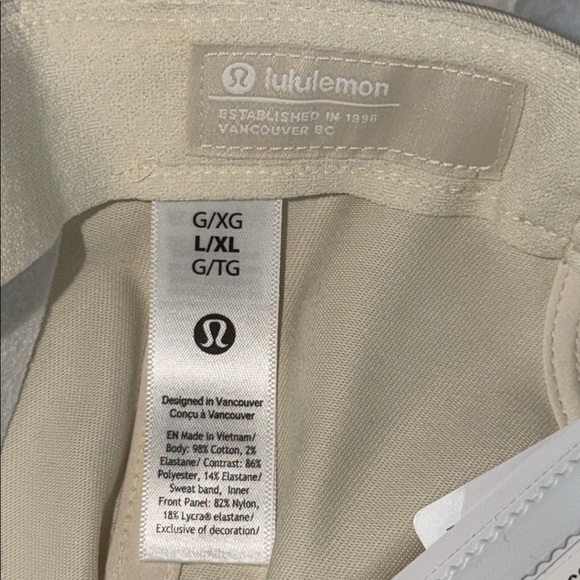 lululemon
ESTABLISHED IN 1998
VANCOUVER BC
G/XG
L/XL
G/TG
Designed in Vancouver
Conçu à Vancouver
EN Made in Vietnam/
Body: 98% Cotton, 2%
Elastane/ Contrast: 86%
Polyester, 14% Elastane/
Sweat band, Inner
Front Panel: 82% Nylon,
18% Lycra® elastane/
Exclusive of decoration/